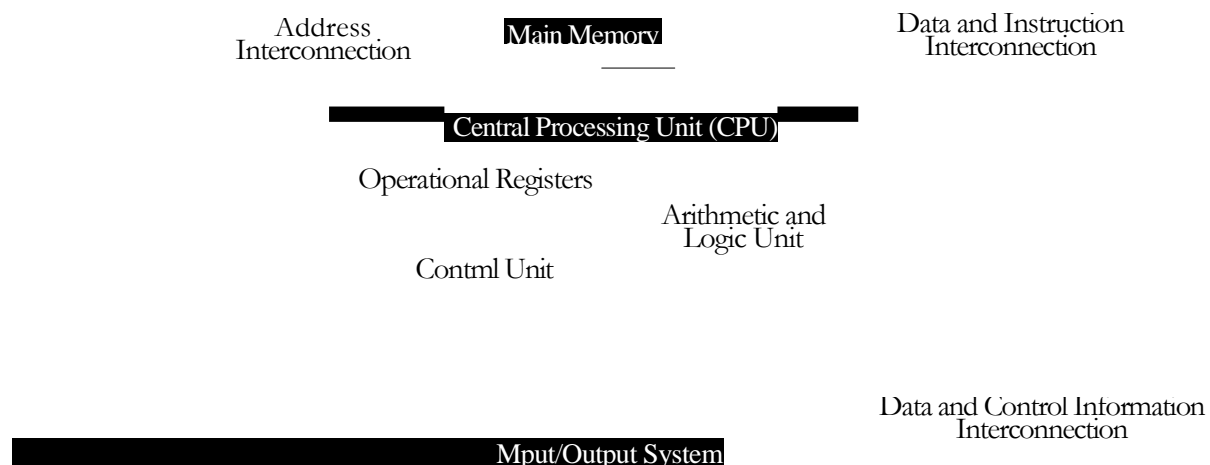 Address
Interconnection
Main Memory
Data and Instruction
Interconnection
Central Processing Unit (CPU)
Operational Registers
Arithmetic and
Logic Unit
Contml Unit
Data and Control Information
Interconnection
Mput/Output System